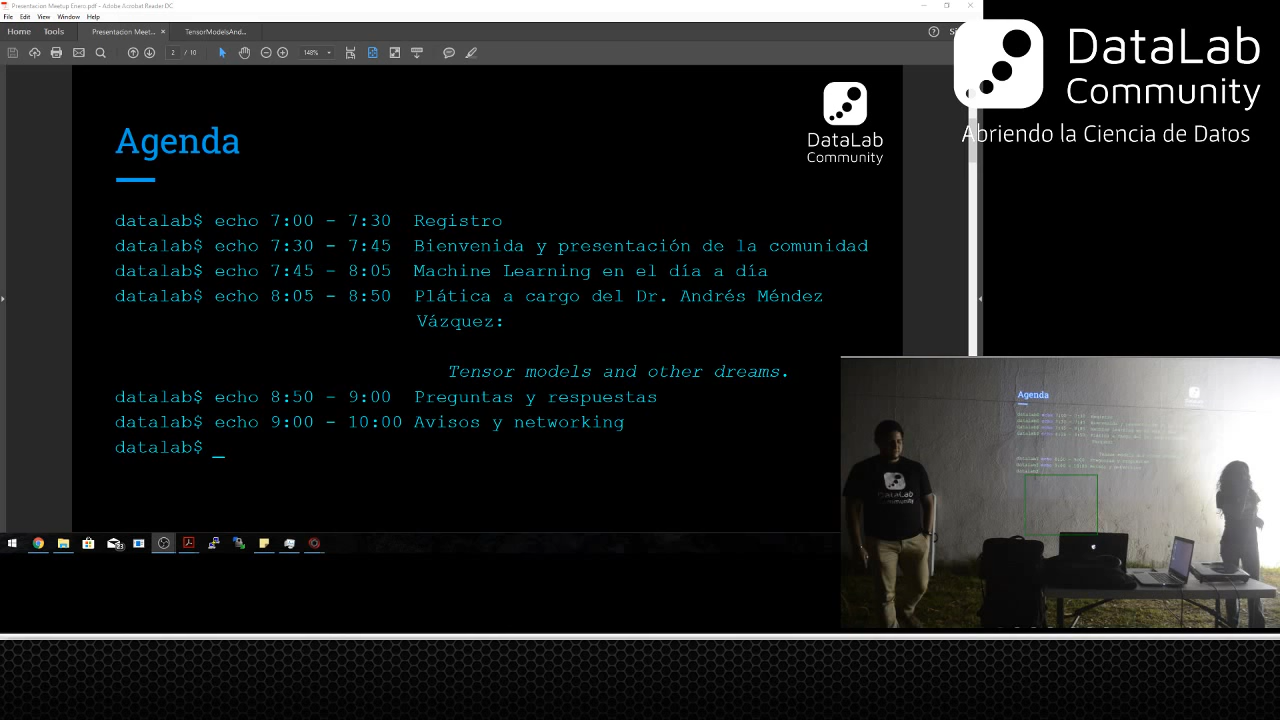 Presentacion Meetup Enero.pdf - Adobe Acrobat Reader DC
File Edit View Window Help
Home Tools Presentacion Meet... × TensorModelsAnd...
2 / 10 148%
DataLab
Community
Abriendo la Ciencia de Datos
DataLab
Community
Agenda
datalab$ echo 7:00 - 7:30 Registro
datalab$ echo 7:30 - 7:45 Bienvenida y presentación de la comunidad
datalab$ echo 7:45 - 8:05 Machine Learning en el día a día
datalab$ echo 8:05 - 8:50 Plática a cargo del Dr. Andrés Méndez
Vázquez:
Tensor models and other dreams.
datalab$ echo 8:50 - 9:00 Preguntas y respuestas
datalab$ echo 9:00 - 10:00 Avisos y networking
datalab$ _
Agenda
DataLab